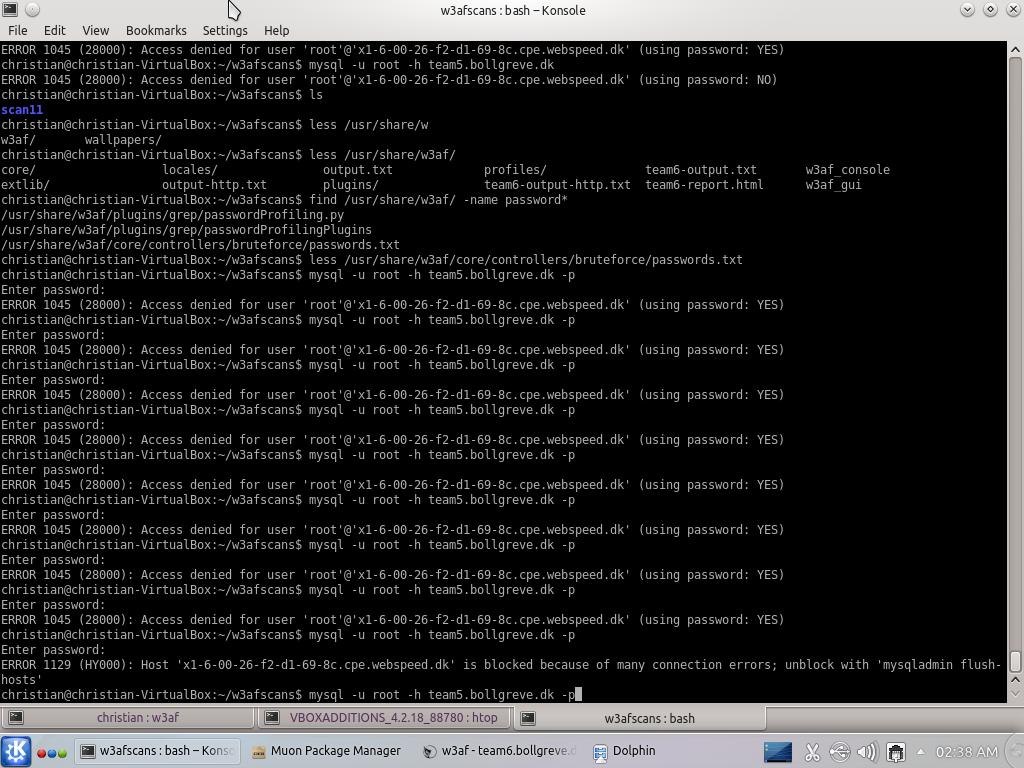 w3afscans : bash – Konsole
File Edit View Bookmarks Settings Help
ERROR 1045 (28000): Access denied for user 'root'@'x1-6-00-26-f2-d1-69-8c.cpe.webspeed.dk' (using password: YES)
christian@christian-VirtualBox:~/w3afscans$ mysql -u root -h team5.bollgreve.dk
ERROR 1045 (28000): Access denied for user 'root'@'x1-6-00-26-f2-d1-69-8c.cpe.webspeed.dk' (using password: NO)
christian@christian-VirtualBox:~/w3afscans$ ls
scan11
christian@christian-VirtualBox:~/w3afscans$ less /usr/share/w
w3af/ wallpapers/
christian@christian-VirtualBox:~/w3afscans$ less /usr/share/w3af/
core/ locales/ output.txt profiles/ team6-output.txt w3af_console
extlib/ output-http.txt plugins/ team6-output-http.txt team6-report.html w3af_gui
christian@christian-VirtualBox:~/w3afscans$ find /usr/share/w3af/ -name password*
/usr/share/w3af/plugins/grep/passwordProfiling.py
/usr/share/w3af/plugins/grep/passwordProfilingPlugins
/usr/share/w3af/core/controllers/bruteforce/passwords.txt
christian@christian-VirtualBox:~/w3afscans$ less /usr/share/w3af/core/controllers/bruteforce/passwords.txt
christian@christian-VirtualBox:~/w3afscans$ mysql -u root -h team5.bollgreve.dk -p
Enter password:
ERROR 1045 (28000): Access denied for user 'root'@'x1-6-00-26-f2-d1-69-8c.cpe.webspeed.dk' (using password: YES)
christian@christian-VirtualBox:~/w3afscans$ mysql -u root -h team5.bollgreve.dk -p
Enter password:
ERROR 1045 (28000): Access denied for user 'root'@'x1-6-00-26-f2-d1-69-8c.cpe.webspeed.dk' (using password: YES)
christian@christian-VirtualBox:~/w3afscans$ mysql -u root -h team5.bollgreve.dk -p
Enter password:
ERROR 1045 (28000): Access denied for user 'root'@'x1-6-00-26-f2-d1-69-8c.cpe.webspeed.dk' (using password: YES)
christian@christian-VirtualBox:~/w3afscans$ mysql -u root -h team5.bollgreve.dk -p
Enter password:
ERROR 1045 (28000): Access denied for user 'root'@'x1-6-00-26-f2-d1-69-8c.cpe.webspeed.dk' (using password: YES)
christian@christian-VirtualBox:~/w3afscans$ mysql -u root -h team5.bollgreve.dk -p
Enter password:
ERROR 1045 (28000): Access denied for user 'root'@'x1-6-00-26-f2-d1-69-8c.cpe.webspeed.dk' (using password: YES)
christian@christian-VirtualBox:~/w3afscans$ mysql -u root -h team5.bollgreve.dk -p
Enter password:
ERROR 1045 (28000): Access denied for user 'root'@'x1-6-00-26-f2-d1-69-8c.cpe.webspeed.dk' (using password: YES)
christian@christian-VirtualBox:~/w3afscans$ mysql -u root -h team5.bollgreve.dk -p
Enter password:
ERROR 1045 (28000): Access denied for user 'root'@'x1-6-00-26-f2-d1-69-8c.cpe.webspeed.dk' (using password: YES)
christian@christian-VirtualBox:~/w3afscans$ mysql -u root -h team5.bollgreve.dk -p
Enter password:
ERROR 1045 (28000): Access denied for user 'root'@'x1-6-00-26-f2-d1-69-8c.cpe.webspeed.dk' (using password: YES)
christian@christian-VirtualBox:~/w3afscans$ mysql -u root -h team5.bollgreve.dk -p
Enter password:
ERROR 1129 (HY000): Host 'x1-6-00-26-f2-d1-69-8c.cpe.webspeed.dk' is blocked because of many connection errors; unblock with 'mysqladmin flush-
hosts'
christian@christian-VirtualBox:~/w3afscans$ mysql -u root -h team5.bollgreve.dk -p
christian : w3af VBOXADDITIONS_4.2.18_88780 : htop w3afscans : bash
w3afscans : bash – Konso Muon Package Manager w3af - team6.bollgreve.d Dolphin 02:38 AM